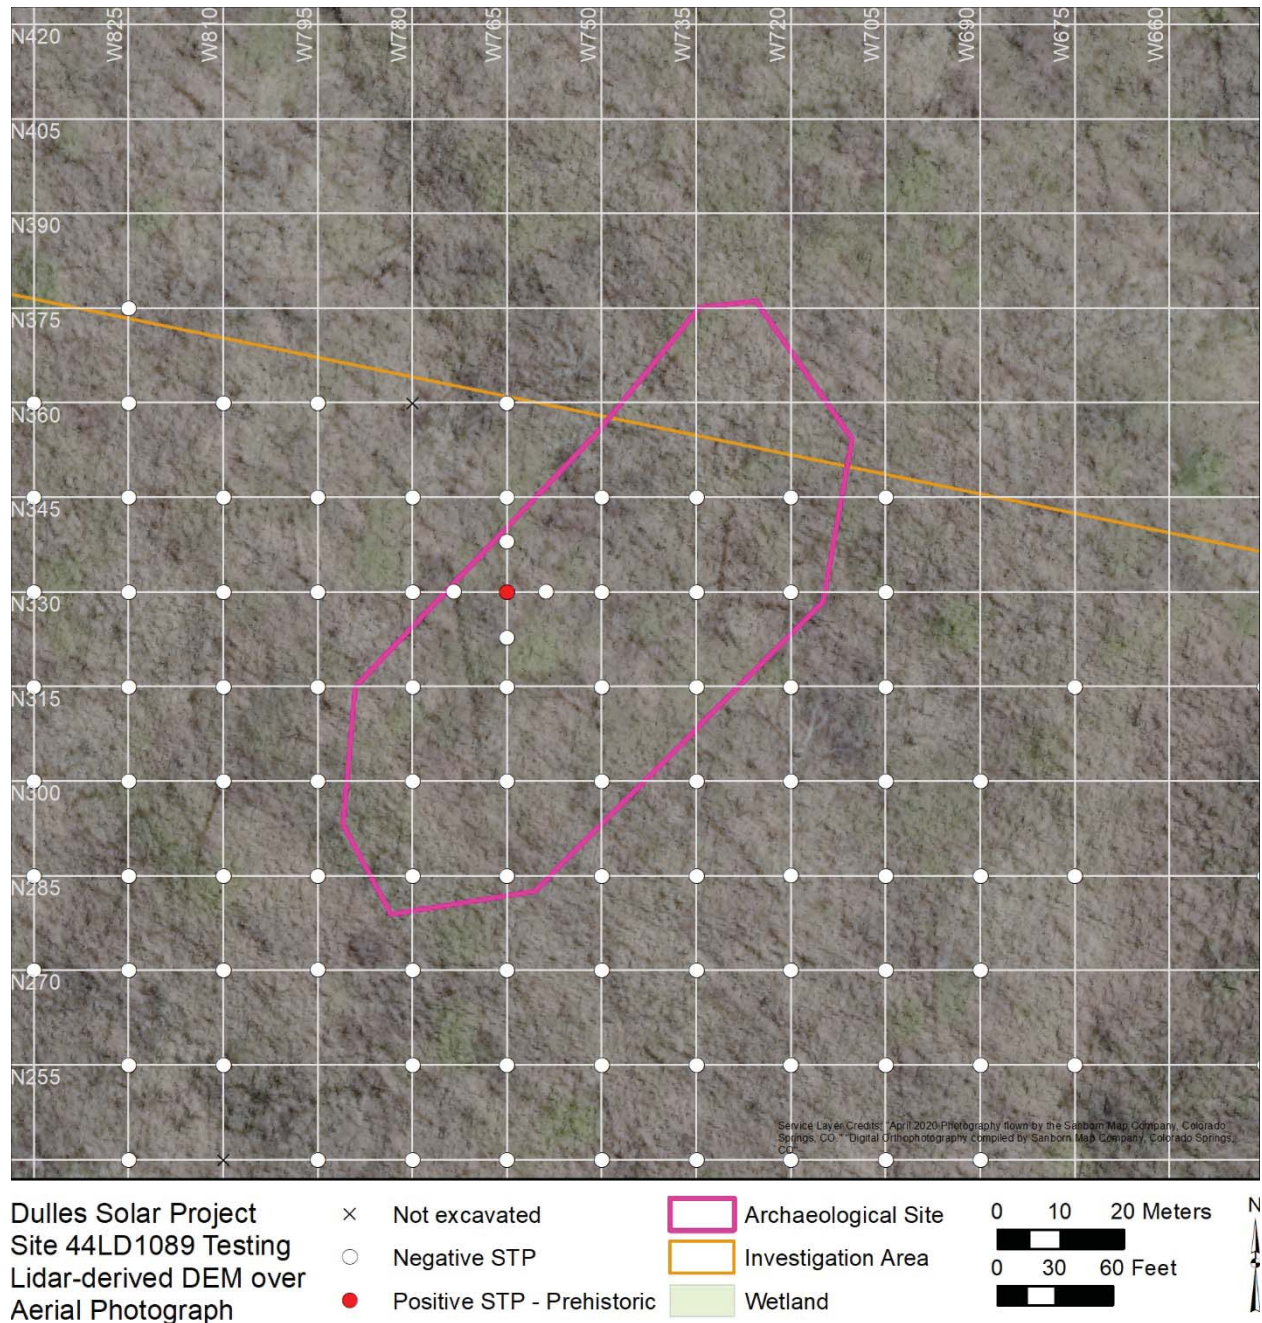 W825
W810
W795
W780
W765
W750
W735
W720
W705
W690
W675
W660
N420
N405
N390
N375
N360
N345
N330
N315
N300
N285
N270
N255
Service Layer Credits: "April 2020 Photography flown by the Sanborn Map Company, Colorado
Springs, CO." "Digital Orthophotography compiled by Sanborn Map Company, Colorado Springs,
CO"
Dulles Solar Project
Site 44LD1089 Testing
Lidar-derived DEM over
Aerial Photograph
Not excavated
Negative STP
Positive STP - Prehistoric
Archaeological Site
Investigation Area
Wetland
0 10 20 Meters
0 30 60 Feet
N